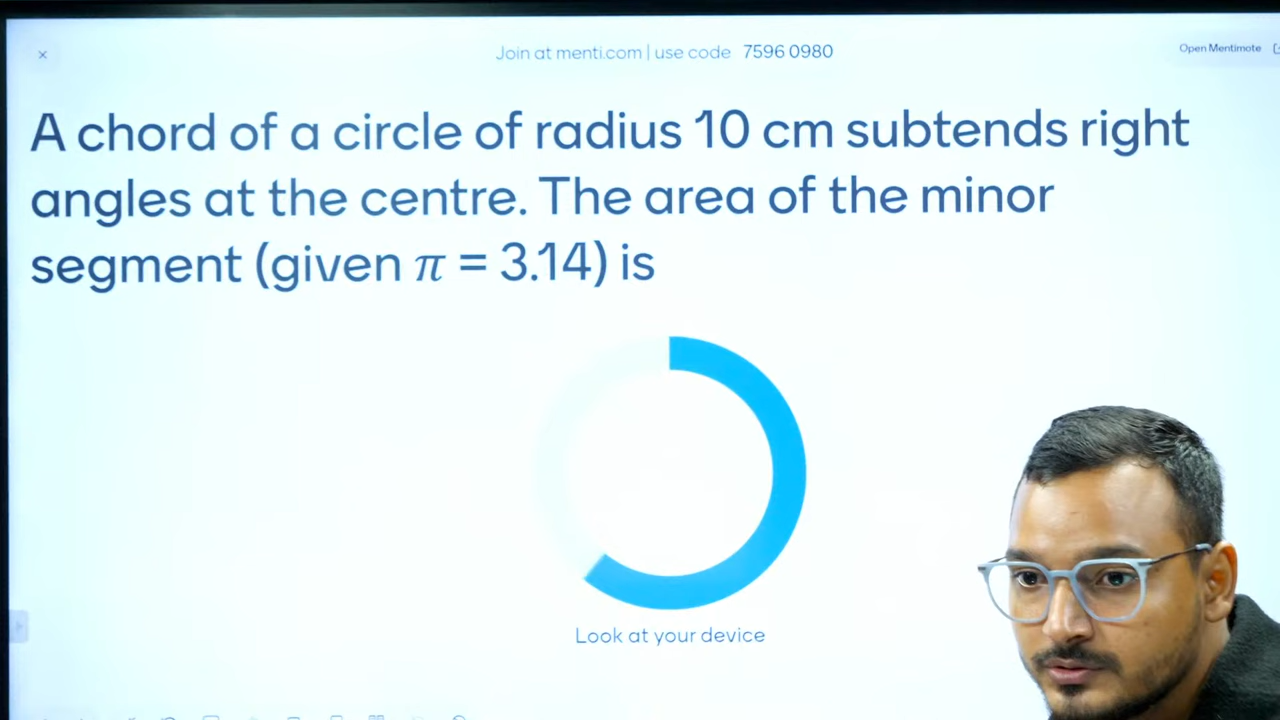 Join at menti.com | use code 7596 0980
Open Mentimote
A chord of a circle of radius 10 cm subtends right
angles at the centre. The area of the minor
segment (given π = 3.14) is
Look at your device